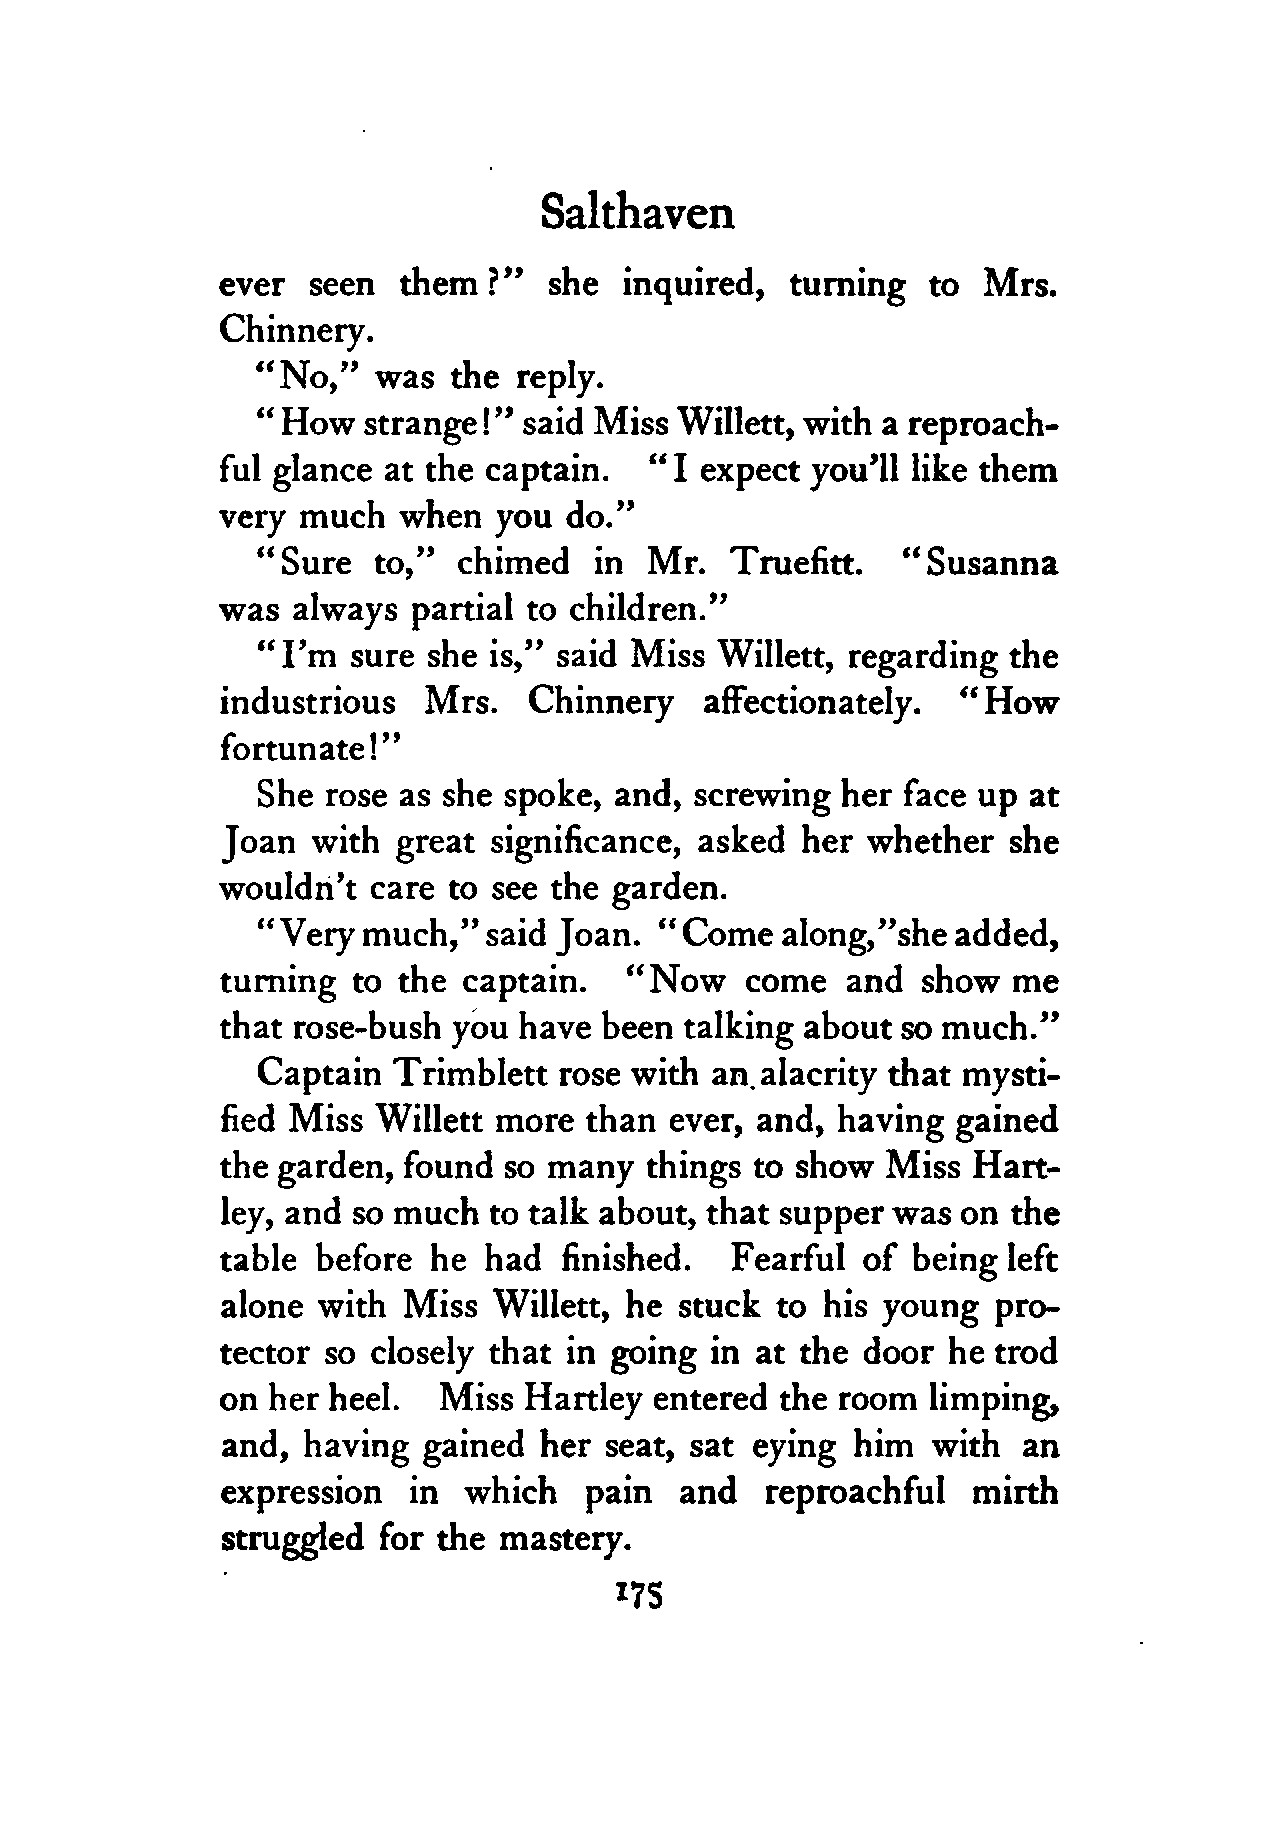 Salthaven
ever seen them?" she inquired, turning to Mrs.
Chinnery.
"No," was the reply.
"How strange!" said Miss Willett, with a reproach-
ful glance at the captain. "I expect you'll like them
very much when you do."
"Sure to," chimed in Mr. Truefitt. "Susanna
was always partial to children."
"I'm sure she is," said Miss Willett, regarding the
industrious Mrs. Chinnery affectionately. "How
fortunate!"
She rose as she spoke, and, screwing her face up at
Joan with great significance, asked her whether she
wouldn't care to see the garden.
"Very much," said Joan. "Come along,"she added,
turning to the captain. "Now come and show me
that rose-bush you have been talking about so much."
Captain Trimblett rose with an alacrity that mysti-
fied Miss Willett more than ever, and, having gained
the garden, found so many things to show Miss Hart-
ley, and so much to talk about, that supper was on the
table before he had finished. Fearful of being left
alone with Miss Willett, he stuck to his young pro-
tector so closely that in going in at the door he trod
on her heel. Miss Hartley entered the room limping,
and, having gained her seat, sat eying him with an
expression in which pain and reproachful mirth
struggled for the mastery.
175